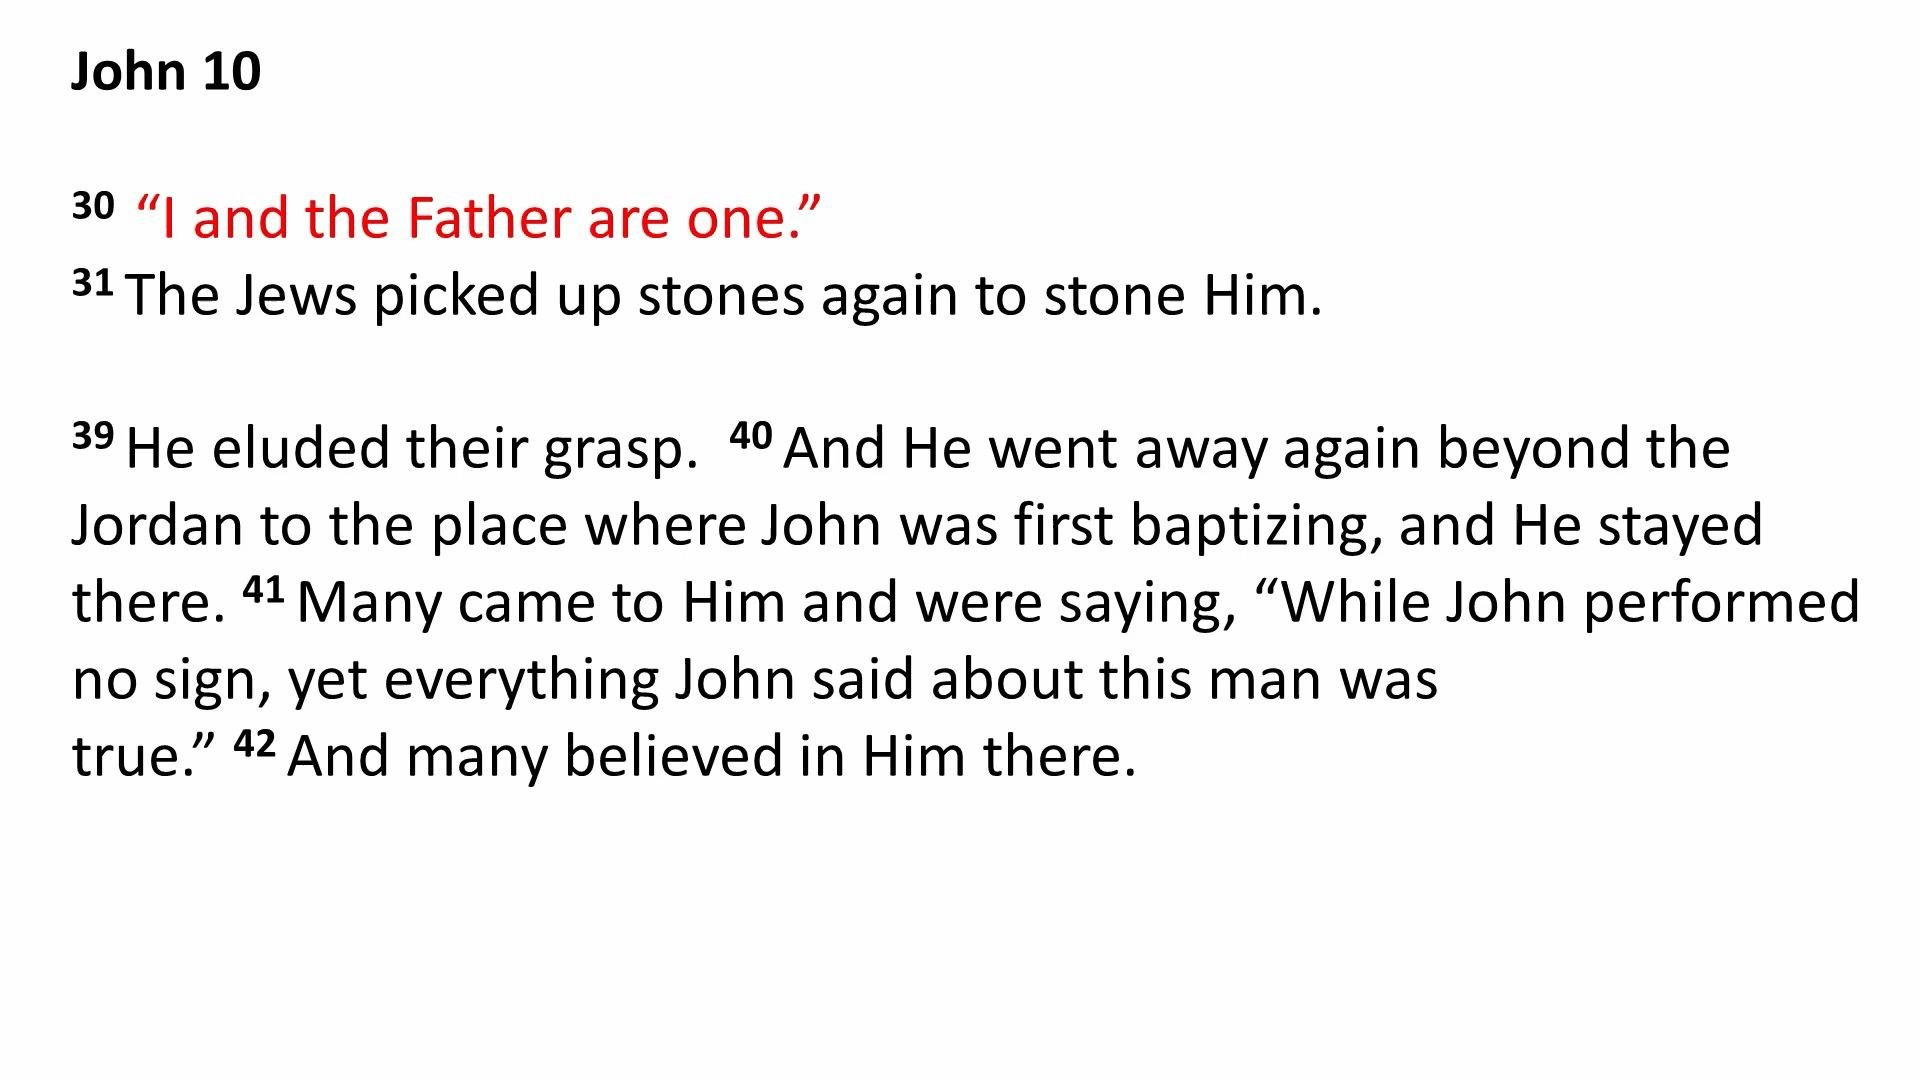 John 10
30 “I and the Father are one.”
31 The Jews picked up stones again to stone Him.
39 He eluded their grasp. 40 And He went away again beyond the
Jordan to the place where John was first baptizing, and He stayed
there. 41 Many came to Him and were saying, “While John performed
no sign, yet everything John said about this man was
true.” 42 And many believed in Him there.